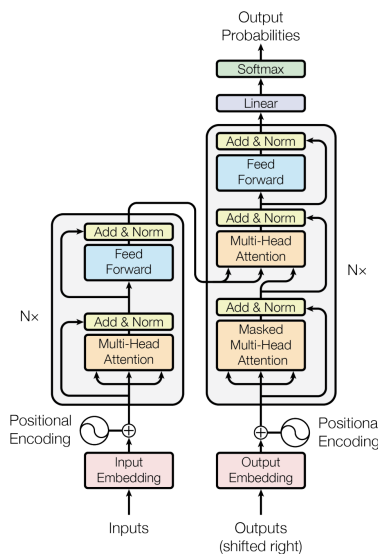 Output
Probabilities
Softmax
Linear
Add & Norm
Feed
Forward
Add & Norm
Multi-Head
Attention
Nx
Add & Norm
Masked
Multi-Head
Attention
Add & Norm
Feed
Forward
Nx
Add & Norm
Multi-Head
Attention
Positional
Encoding
Positional
Encoding
Input
Embedding
Output
Embedding
Inputs
Outputs
(shifted right)